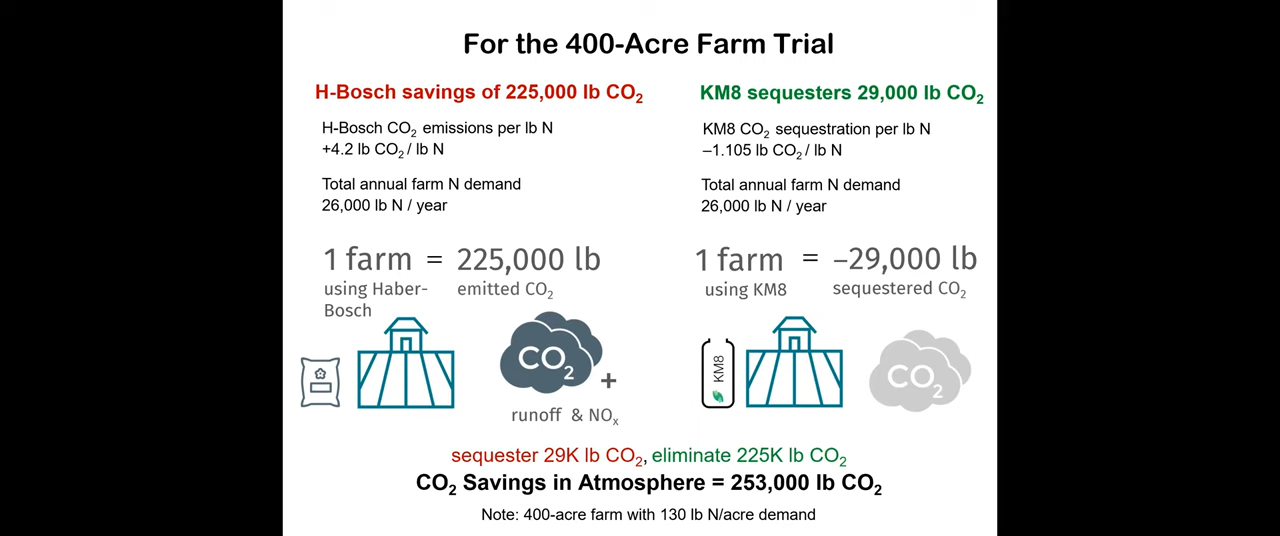 For the 400-Acre Farm Trial
H-Bosch savings of 225,000 lb CO₂
H-Bosch CO₂ emissions per lb N
+4.2 lb CO₂ / lb N
Total annual farm N demand
26,000 lb N / year
1 farm = 225,000 lb
using Haber-
Bosch
emitted CO₂
CO₂
+
runoff & NOₓ
KM8 sequesters 29,000 lb CO₂
KM8 CO₂ sequestration per lb N
–1.105 lb CO₂ / lb N
Total annual farm N demand
26,000 lb N / year
1 farm = –29,000 lb
using KM8
sequestered CO₂
KM8
CO₂
sequester 29K lb CO₂, eliminate 225K lb CO₂
CO₂ Savings in Atmosphere = 253,000 lb CO₂
Note: 400-acre farm with 130 lb N/acre demand